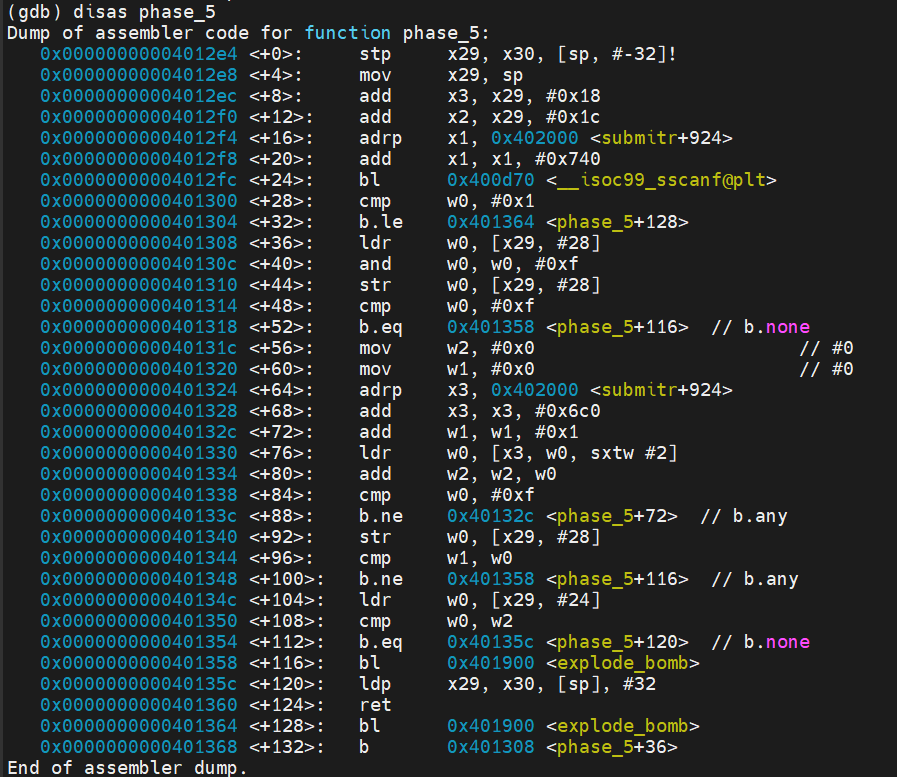 (gdb) disas phase_5
Dump of assembler code for function phase_5:
   0x00000000004012e4 <+0>:	stp	x29, x30, [sp, #-32]!
   0x00000000004012e8 <+4>:	mov	x29, sp
   0x00000000004012ec <+8>:	add	x3, x29, #0x18
   0x00000000004012f0 <+12>:	add	x2, x29, #0x1c
   0x00000000004012f4 <+16>:	adrp	x1, 0x402000 <submitr+924>
   0x00000000004012f8 <+20>:	add	x1, x1, #0x740
   0x00000000004012fc <+24>:	bl	0x400d70 <__isoc99_sscanf@plt>
   0x0000000000401300 <+28>:	cmp	w0, #0x1
   0x0000000000401304 <+32>:	b.le	0x401364 <phase_5+128>
   0x0000000000401308 <+36>:	ldr	w0, [x29, #28]
   0x000000000040130c <+40>:	and	w0, w0, #0xf
   0x0000000000401310 <+44>:	str	w0, [x29, #28]
   0x0000000000401314 <+48>:	cmp	w0, #0xf
   0x0000000000401318 <+52>:	b.eq	0x401358 <phase_5+116>  // b.none
   0x000000000040131c <+56>:	mov	w2, #0x0                   	// #0
   0x0000000000401320 <+60>:	mov	w1, #0x0                   	// #0
   0x0000000000401324 <+64>:	adrp	x3, 0x402000 <submitr+924>
   0x0000000000401328 <+68>:	add	x3, x3, #0x6c0
   0x000000000040132c <+72>:	add	w1, w1, #0x1
   0x0000000000401330 <+76>:	ldr	w0, [x3, w0, sxtw #2]
   0x0000000000401334 <+80>:	add	w2, w2, w0
   0x0000000000401338 <+84>:	cmp	w0, #0xf
   0x000000000040133c <+88>:	b.ne	0x40132c <phase_5+72>  // b.any
   0x0000000000401340 <+92>:	str	w0, [x29, #28]
   0x0000000000401344 <+96>:	cmp	w1, w0
   0x0000000000401348 <+100>:	b.ne	0x401358 <phase_5+116>  // b.any
   0x000000000040134c <+104>:	ldr	w0, [x29, #24]
   0x0000000000401350 <+108>:	cmp	w0, w2
   0x0000000000401354 <+112>:	b.eq	0x40135c <phase_5+120>  // b.none
   0x0000000000401358 <+116>:	bl	0x401900 <explode_bomb>
   0x000000000040135c <+120>:	ldp	x29, x30, [sp], #32
   0x0000000000401360 <+124>:	ret
   0x0000000000401364 <+128>:	bl	0x401900 <explode_bomb>
   0x0000000000401368 <+132>:	b	0x401308 <phase_5+36>
End of assembler dump.